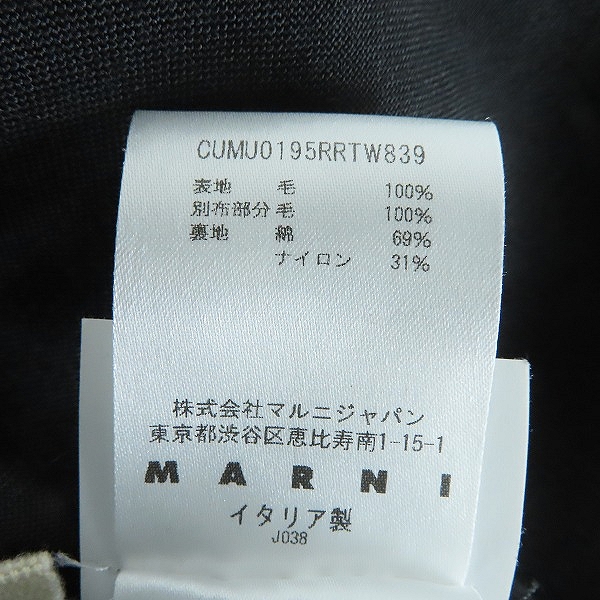 CUMU0195RRTW839
表地 毛 100%
別布部分 毛 100%
裏地 綿 69%
ナイロン 31%
株式会社マルニジャパン
東京都渋谷区恵比寿南1-15-1
MARNI
イタリア製
J038